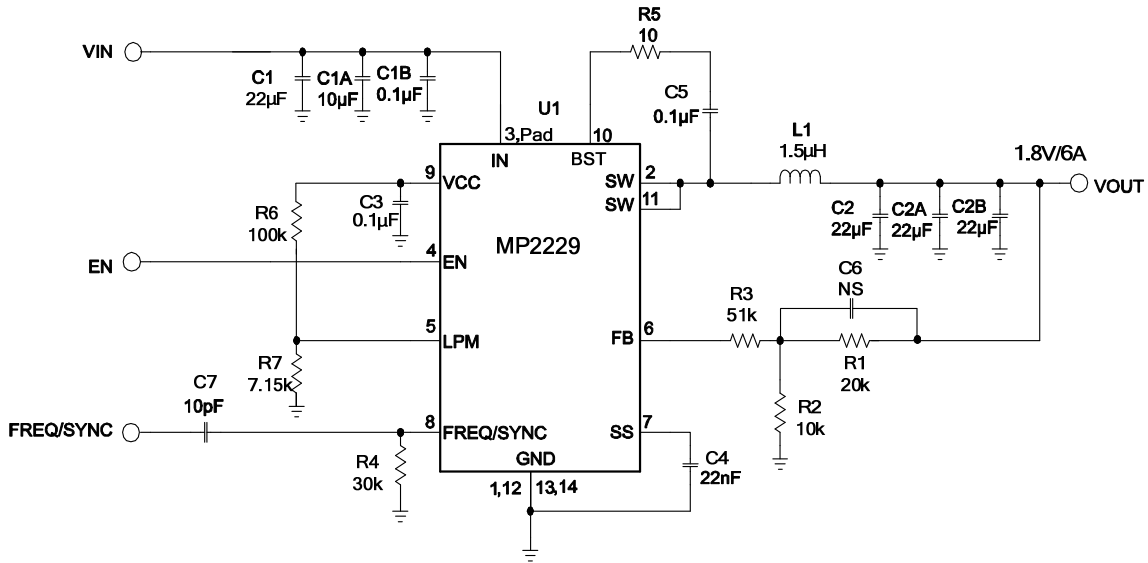 R5
10
VIN
C1
22µF
C1A
10µF
C1B
0.1µF
C5
0.1µF
U1
3,Pad
10
IN
BST
L1
1.5µH
1.8V/6A
VOUT
9
VCC
2
SW
11
SW
C3
0.1µF
R6
100k
C2
22µF
C2A
22µF
C2B
22µF
MP2229
EN
4
EN
C6
NS
R3
51k
5
LPM
6
FB
R1
20k
R7
7.15k
C7
10pF
R2
10k
FREQ/SYNC
8
FREQ/SYNC
7
SS
R4
30k
GND
C4
22nF
1,12
13,14